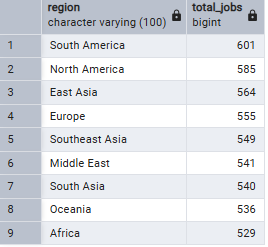 region total_jobs
character varying (100) bigint
1 South America 601
2 North America 585
3 East Asia 564
4 Europe 555
5 Southeast Asia 549
6 Middle East 541
7 South Asia 540
8 Oceania 536
9 Africa 529